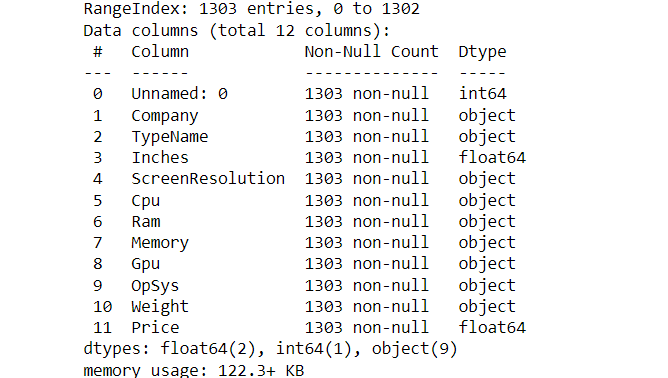 RangeIndex: 1303 entries, 0 to 1302
Data columns (total 12 columns):
 #   Column            Non-Null Count  Dtype
---  ------            --------------  -----
 0   Unnamed: 0        1303 non-null   int64
 1   Company           1303 non-null   object
 2   TypeName          1303 non-null   object
 3   Inches            1303 non-null   float64
 4   ScreenResolution  1303 non-null   object
 5   Cpu               1303 non-null   object
 6   Ram               1303 non-null   object
 7   Memory            1303 non-null   object
 8   Gpu               1303 non-null   object
 9   OpSys             1303 non-null   object
 10  Weight            1303 non-null   object
 11  Price             1303 non-null   float64
dtypes: float64(2), int64(1), object(9)
memory usage: 122.3+ KB